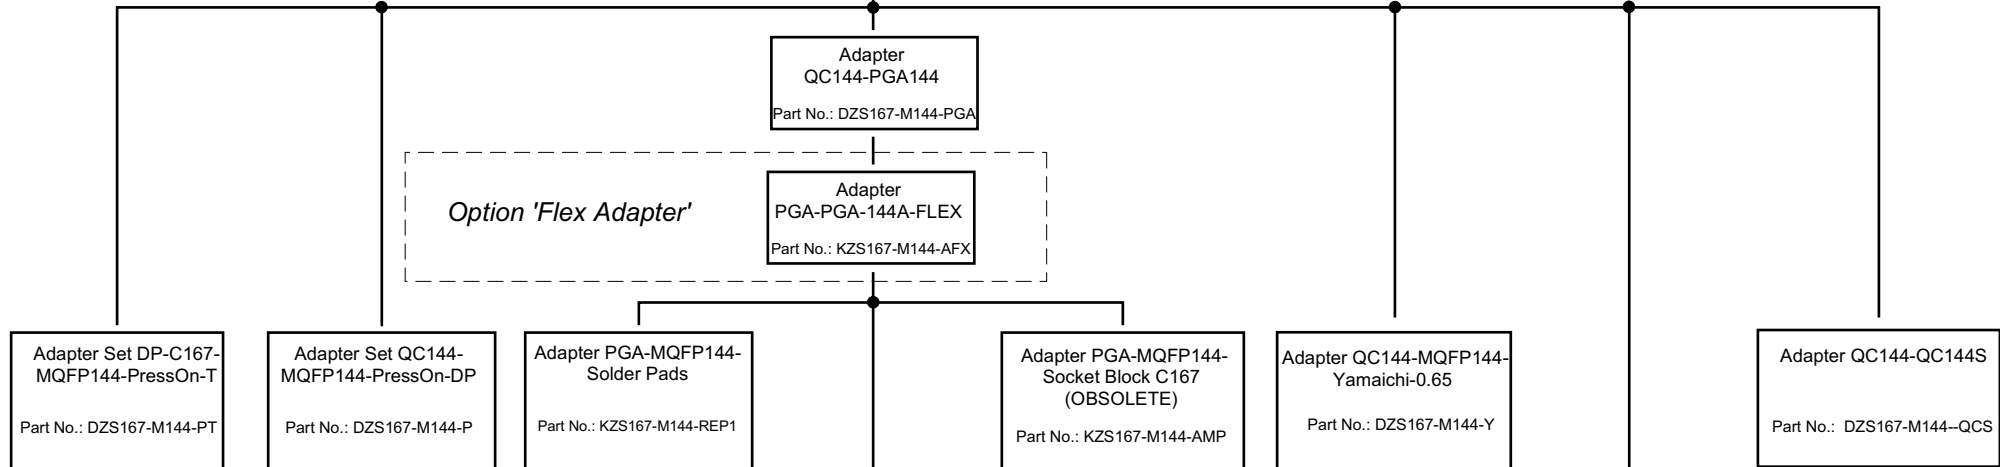 Adapter
QC144-PGA144
Part No.: DZS167-M144-PGA
Option 'Flex Adapter'
Adapter
PGA-PGA-144A-FLEX
Part No.: KZS167-M144-AFX
Adapter Set DP-C167-
MQFP144-PressOn-T
Part No.: DZS167-M144-PT
Adapter Set QC144-
MQFP144-PressOn-DP
Part No.: DZS167-M144-P
Adapter PGA-MQFP144-
Solder Pads
Part No.: KZS167-M144-REP1
Adapter PGA-MQFP144-
Socket Block C167
(OBSOLETE)
Part No.: KZS167-M144-AMP
Adapter QC144-MQFP144-
Yamaichi-0.65
Part No.: DZS167-M144-Y
Adapter QC144-QC144S
Part No.: DZS167-M144--QCS